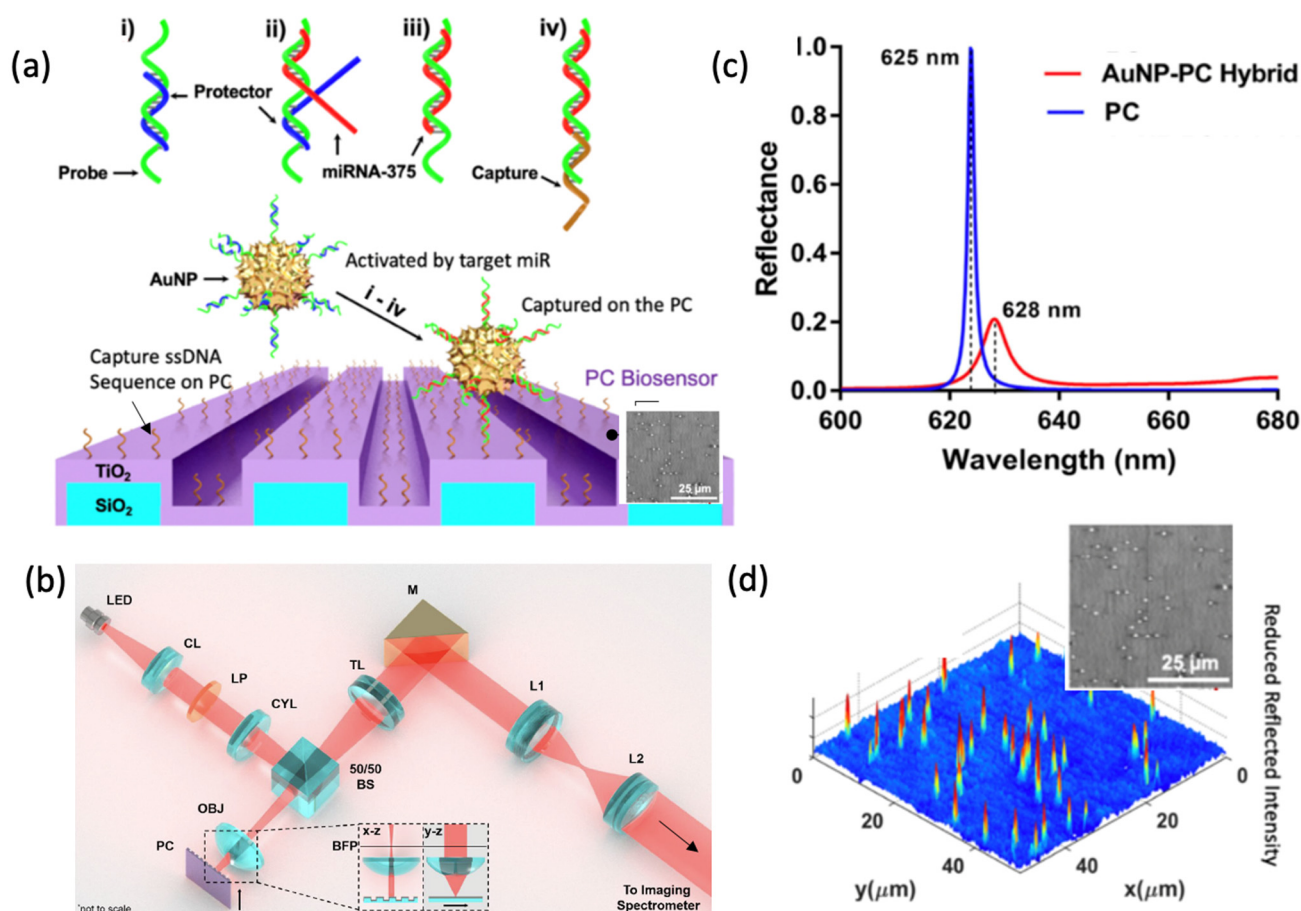 (a)
i)
ii)
iii)
iv)
Protector
Probe
miRNA-375
Capture
AuNP
Activated by target miR
i - iv
Captured on the PC
Capture ssDNA
Sequence on PC
PC Biosensor
TiO₂
SiO₂
25 µm
(b)
LED
CL
LP
CYL
M
TL
L1
L2
50/50
BS
OBJ
PC
BFP
x-z
y-z
*not to scale
To Imaging
Spectrometer
(c)
1.0
0.8
0.6
0.4
0.2
0.0
Reflectance
625 nm
628 nm
AuNP-PC Hybrid
PC
600
620
640
660
680
Wavelength (nm)
(d)
25 µm
Reduced Reflected Intensity
0
20
40
y(µm)
0
20
40
x(µm)